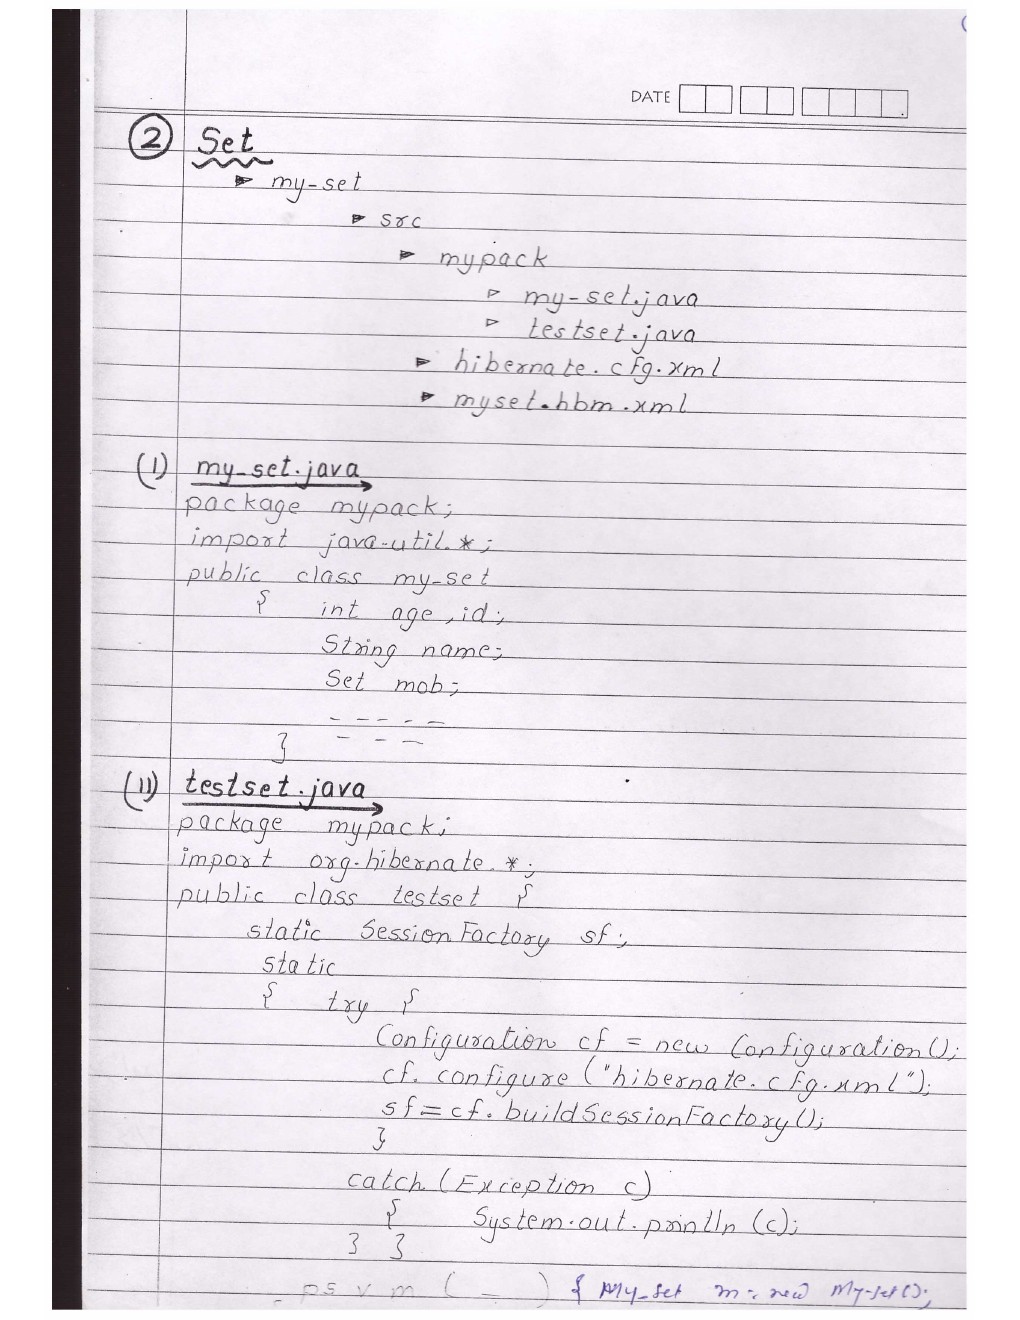 DATE
② Set
my-set
src
mypack
my-set.java
testset.java
hibernate.cfg.xml
myset.hbm.xml
(I) my-set.java
package mypack;
import java-util.*;
public class my-set
{ int age, id;
String name;
Set mob;
- - - - -
} - - -
(II) testset.java
package mypack;
import org.hibernate.*;
public class testset {
static SessionFactory sf;
static
{ try {
Configuration cf = new Configuration();
cf.configure ("hibernate.cfg.xml");
sf = cf.buildSessionFactory();
}
catch (Exception c)
{ System.out.println (c);
} }
ps v m ( _ ) { My_set m = new My-set();